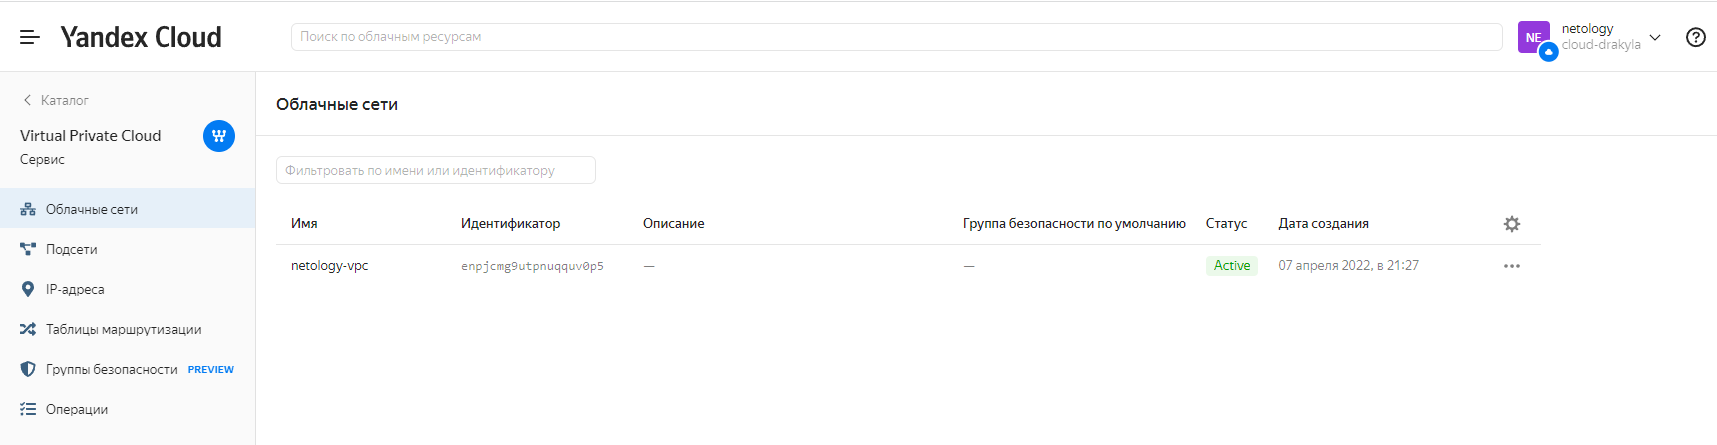 Yandex Cloud
Поиск по облачным ресурсам
NE
netology
cloud-drakyla
Каталог
Virtual Private Cloud
Сервис
Облачные сети
Подсети
IP-адреса
Таблицы маршрутизации
Группы безопасности PREVIEW
Операции
Облачные сети
Фильтровать по имени или идентификатору
Имя Идентификатор Описание Группа безопасности по умолчанию Статус Дата создания
netology-vpc enpjcmg9utpnuqquv0p5 — — Active 07 апреля 2022, в 21:27